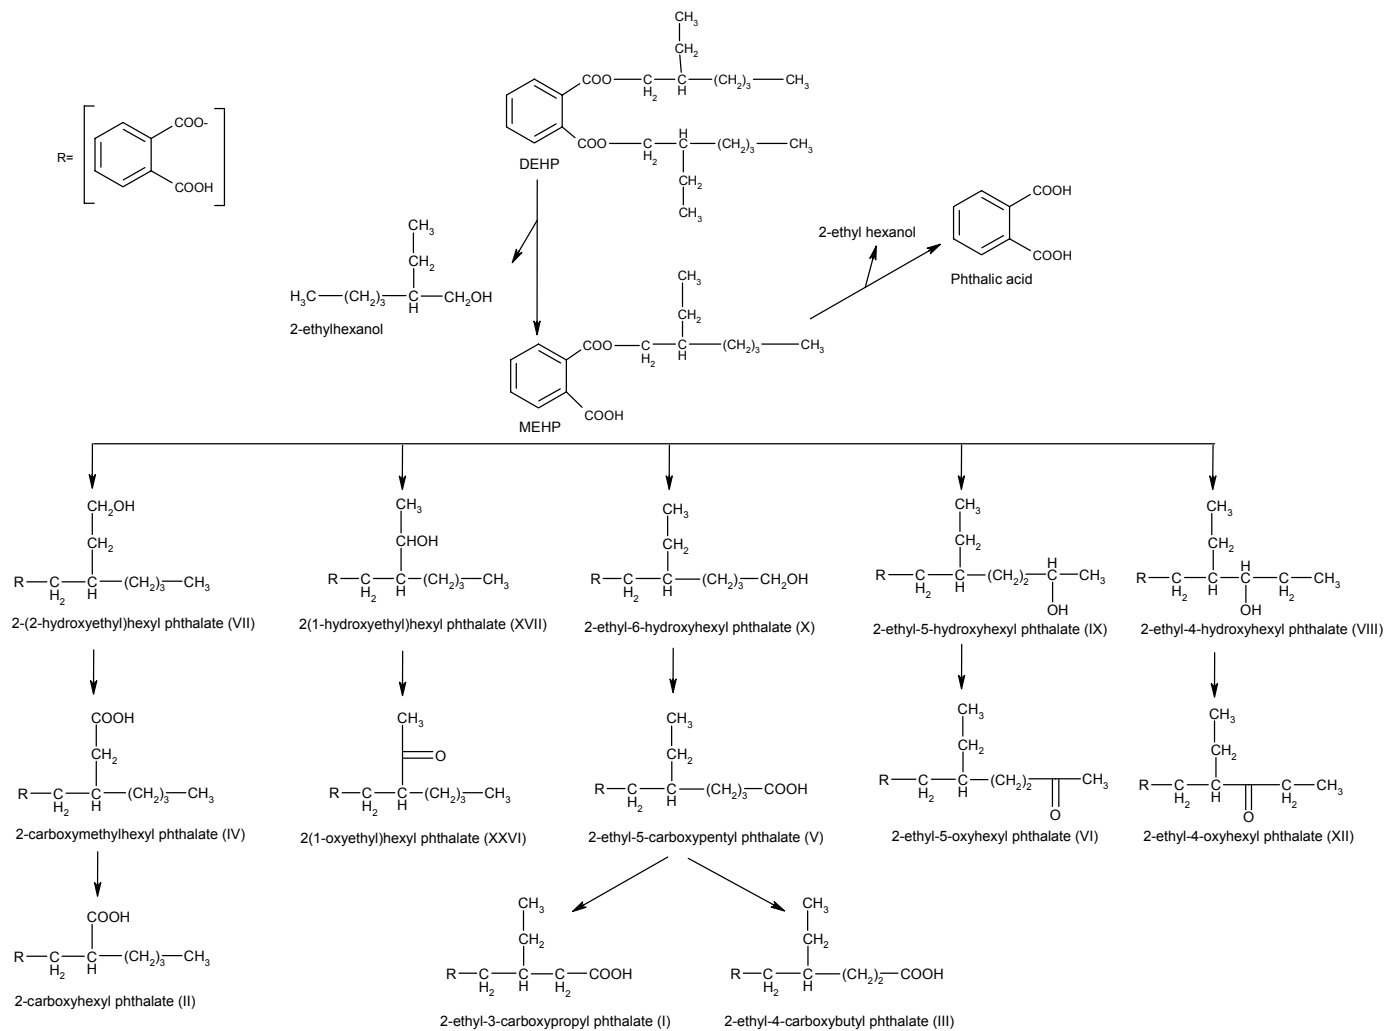 CH3
CH2
COO C C (CH2)3 CH3
H2 H
R= COO-
COOH
H
COO C C (CH2)3 CH3
H2
DEHP
CH2
CH3
COOH
COOH
Phthalic acid
2-ethyl hexanol
CH3
CH2
H3C (CH2)3 C CH2OH
H
2-ethylhexanol
CH3
CH2
COO C C (CH2)3 CH3
H2 H
COOH
MEHP
CH2OH CH3 CH3 CH3 CH3
CH2 CHOH CH2 CH2 CH2
R C C (CH2)3 CH3
H2 H
R C C (CH2)3 CH3
H2 H
R C C (CH2)3 CH2OH
H2 H
R C C (CH2)2 C CH3
H2 H H
OH
R C C C C CH3
H2 H H H2
OH
2-(2-hydroxyethyl)hexyl phthalate (VII)
2(1-hydroxyethyl)hexyl phthalate (XVII)
2-ethyl-6-hydroxyhexyl phthalate (X)
2-ethyl-5-hydroxyhexyl phthalate (IX)
2-ethyl-4-hydroxyhexyl phthalate (VIII)
COOH CH3 CH3 CH3 CH3
CH2 O CH2 CH2 CH2
R C C (CH2)3 CH3
H2 H
R C C (CH2)3 CH3
H2 H
R C C (CH2)3 COOH
H2 H
R C C (CH2)2 CH3
H2 H
O
R C C C CH3
H2 H H2
O
2-carboxymethylhexyl phthalate (IV)
2(1-oxyethyl)hexyl phthalate (XXVI)
2-ethyl-5-carboxypentyl phthalate (V)
2-ethyl-5-oxyhexyl phthalate (VI)
2-ethyl-4-oxyhexyl phthalate (XII)
COOH
R C C (CH2)3 CH3
H2 H
2-carboxyhexyl phthalate (II)
CH3
CH2
R C C C COOH
H2 H H2
2-ethyl-3-carboxypropyl phthalate (I)
CH3
CH2
R C C (CH2)2 COOH
H2 H
2-ethyl-4-carboxybutyl phthalate (III)